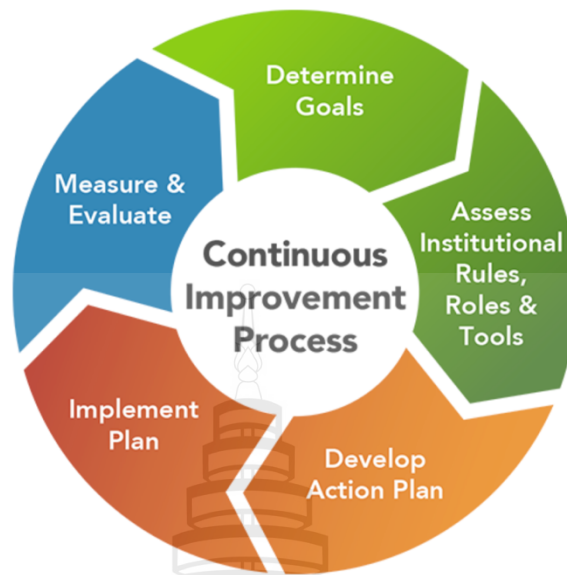 Determine
Goals
Assess
Institutional
Rules,
Roles &
Tools
Develop
Action Plan
Implement
Plan
Measure &
Evaluate
Continuous
Improvement
Process